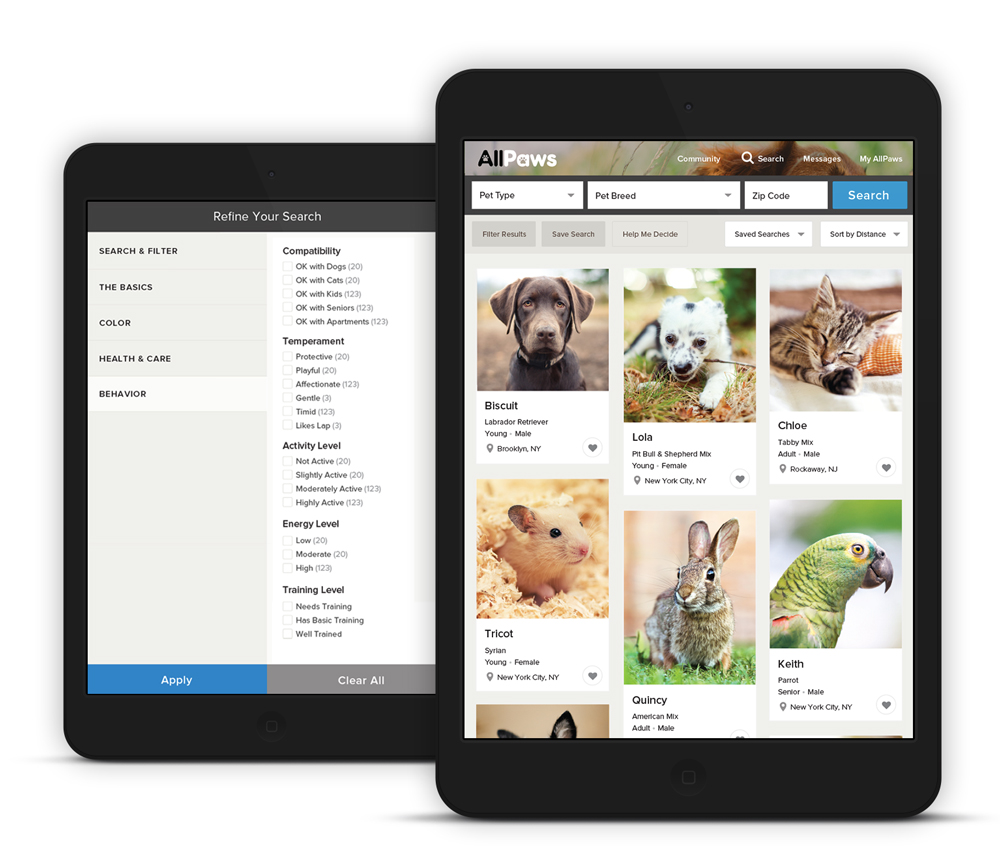 Refine Your Search
SEARCH & FILTER
THE BASICS
COLOR
HEALTH & CARE
BEHAVIOR
Compatibility
OK with Dogs (20)
OK with Cats (20)
OK with Kids (123)
OK with Seniors (123)
OK with Apartments (123)
Temperament
Protective (20)
Playful (20)
Affectionate (123)
Gentle (3)
Timid (123)
Likes Lap (3)
Activity Level
Not Active (20)
Slightly Active (20)
Moderately Active (123)
Highly Active (123)
Energy Level
Low (20)
Moderate (20)
High (123)
Training Level
Needs Training
Has Basic Training
Well Trained
Apply
Clear All
AllPaws
Community
Search
Messages
My AllPaws
Pet Type
Pet Breed
Zip Code
Search
Filter Results
Save Search
Help Me Decide
Saved Searches
Sort by Distance
Biscuit
Labrador Retriever
Young - Male
Brooklyn, NY
Lola
Pit Bull & Shepherd Mix
Young - Female
New York City, NY
Chloe
Tabby Mix
Adult - Male
Rockaway, NJ
Tricot
Syrian
Young - Female
New York City, NY
Quincy
American Mix
Adult - Male
Keith
Parrot
Senior - Male
New York City, NY